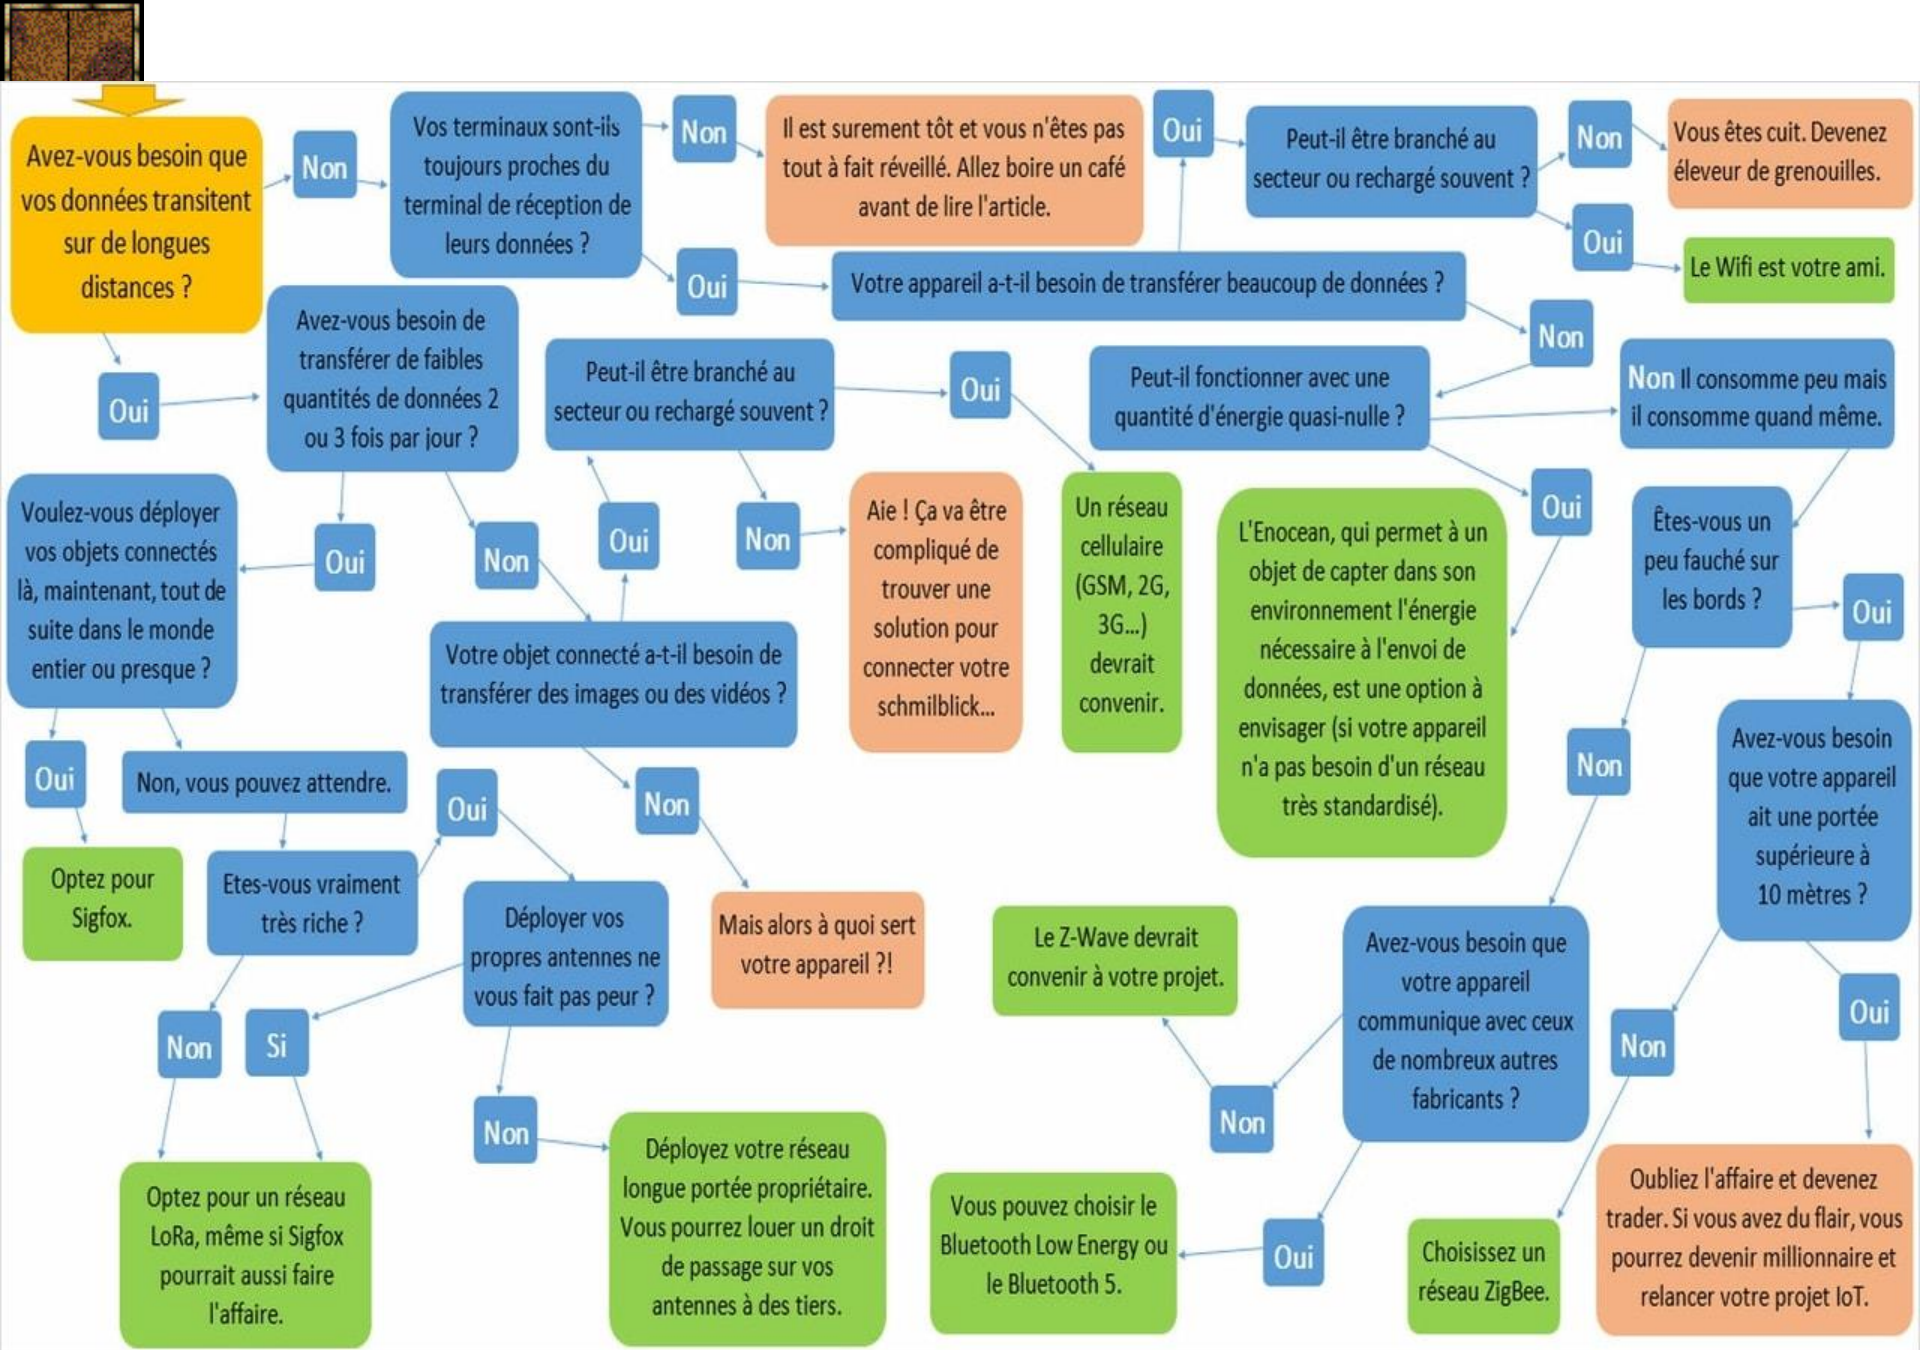 Avez-vous besoin que
vos données transitent
sur de longues
distances ?
Non
Vos terminaux sont-ils
toujours proches du
terminal de réception de
leurs données ?
Non
Il est surement tôt et vous n'êtes pas
tout à fait réveillé. Allez boire un café
avant de lire l'article.
Oui
Votre appareil a-t-il besoin de transférer beaucoup de données ?
Oui
Peut-il être branché au
secteur ou rechargé souvent ?
Non
Vous êtes cuit. Devenez
éleveur de grenouilles.
Oui
Le Wifi est votre ami.
Non
Peut-il fonctionner avec une
quantité d'énergie quasi-nulle ?
Non Il consomme peu mais
il consomme quand même.
Oui
L'Enocean, qui permet à un
objet de capter dans son
environnement l'énergie
nécessaire à l'envoi de
données, est une option à
envisager (si votre appareil
n'a pas besoin d'un réseau
très standardisé).
Êtes-vous un
peu fauché sur
les bords ?
Oui
Avez-vous besoin
que votre appareil
ait une portée
supérieure à
10 mètres ?
Non
Oui
Choisissez un
réseau ZigBee.
Oubliez l'affaire et devenez
trader. Si vous avez du flair, vous
pourrez devenir millionnaire et
relancer votre projet IoT.
Non
Avez-vous besoin que
votre appareil
communique avec ceux
de nombreux autres
fabricants ?
Non
Le Z-Wave devrait
convenir à votre projet.
Oui
Vous pouvez choisir le
Bluetooth Low Energy ou
le Bluetooth 5.
Oui
Avez-vous besoin de
transférer de faibles
quantités de données 2
ou 3 fois par jour ?
Oui
Non
Voulez-vous déployer
vos objets connectés
là, maintenant, tout de
suite dans le monde
entier ou presque ?
Oui
Optez pour
Sigfox.
Non, vous pouvez attendre.
Etes-vous vraiment
très riche ?
Non
Oui
Déployer vos
propres antennes ne
vous fait pas peur ?
Si
Optez pour un réseau
LoRa, même si Sigfox
pourrait aussi faire
l'affaire.
Non
Déployez votre réseau
longue portée propriétaire.
Vous pourrez louer un droit
de passage sur vos
antennes à des tiers.
Votre objet connecté a-t-il besoin de
transférer des images ou des vidéos ?
Non
Mais alors à quoi sert
votre appareil ?!
Oui
Peut-il être branché au
secteur ou rechargé souvent ?
Non
Aie ! Ça va être
compliqué de
trouver une
solution pour
connecter votre
schmilblick...
Oui
Un réseau
cellulaire
(GSM, 2G,
3G...)
devrait
convenir.